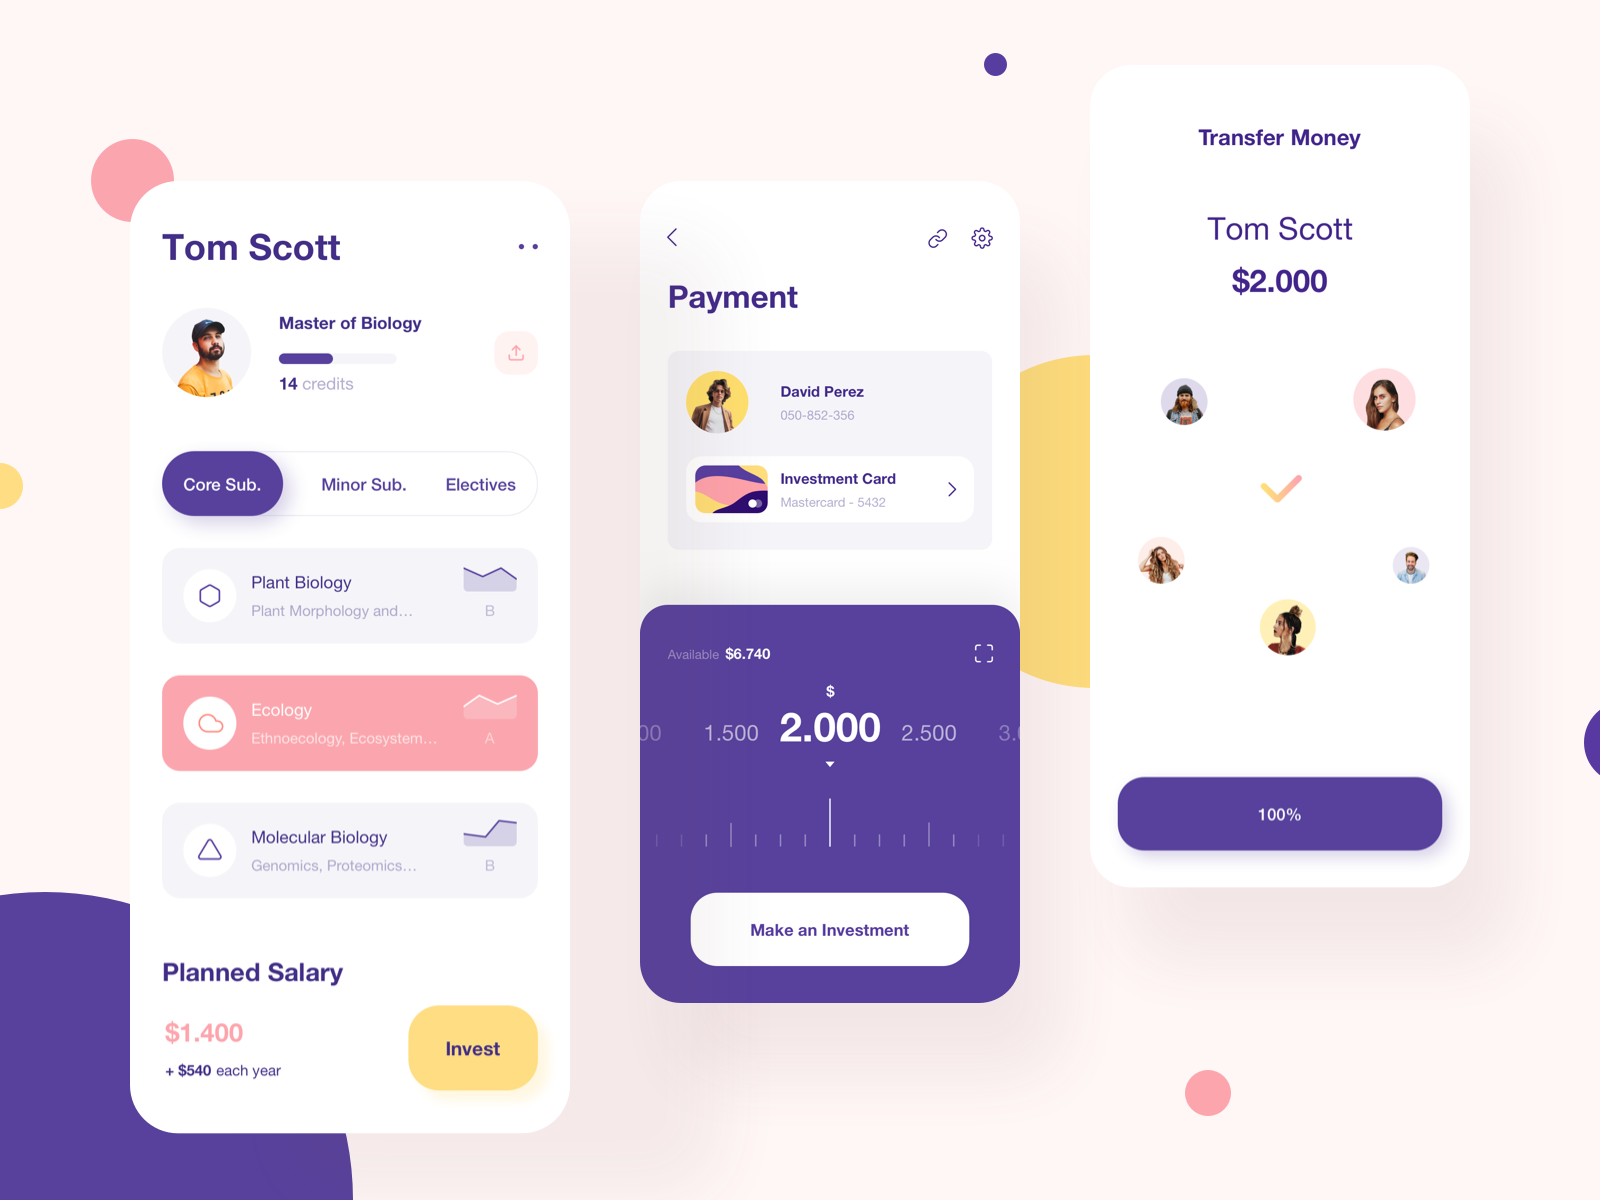 Tom Scott
Master of Biology
14 credits
Core Sub.
Minor Sub.
Electives
Plant Biology
Plant Morphology and...
B
Ecology
Ethnoecology, Ecosystem...
A
Molecular Biology
Genomics, Proteomics...
B
Planned Salary
$1.400
+ $540 each year
Invest
Payment
David Perez
050-852-356
Investment Card
Mastercard - 5432
Available $6.740
$
00 1.500 2.000 2.500 3.0
Make an Investment
Transfer Money
Tom Scott
$2.000
100%